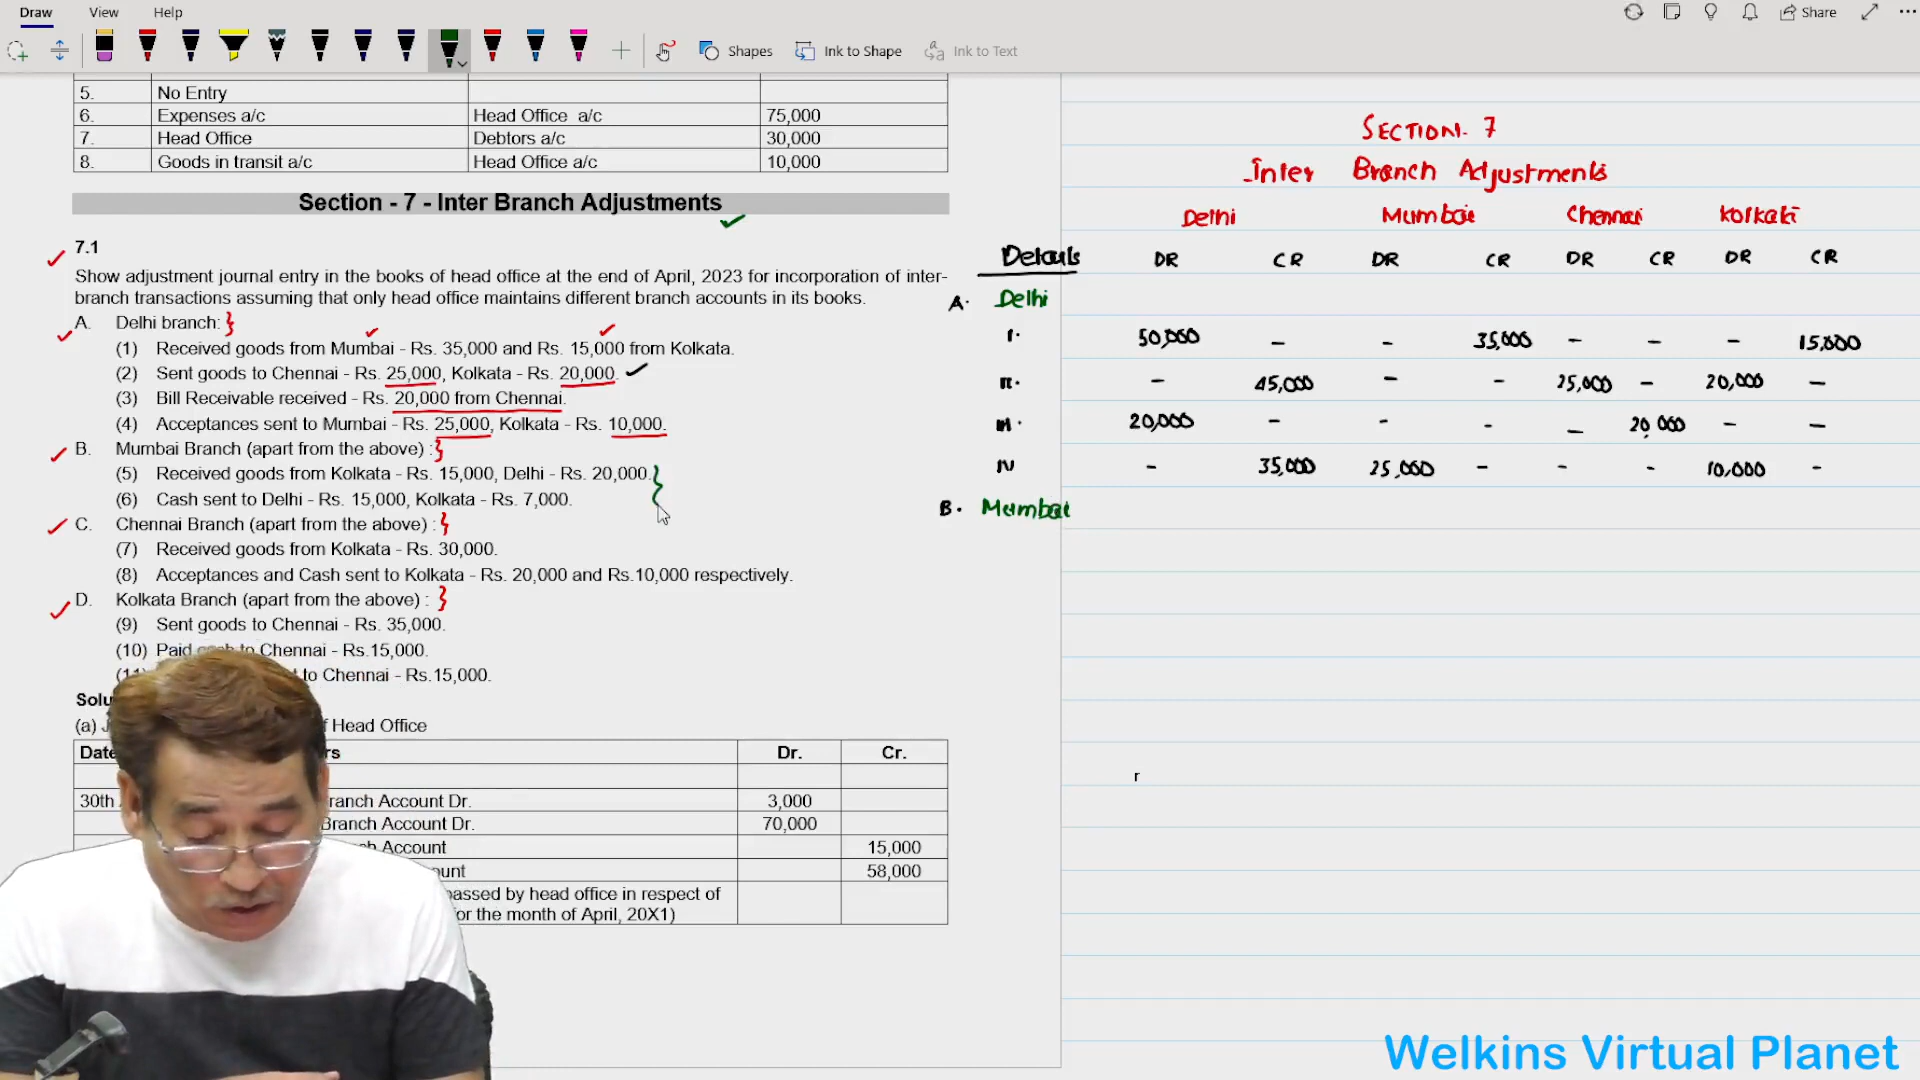 Draw View Help
Share
Shapes Ink to Shape Ink to Text
5. No Entry
6. Expenses a/c Head Office a/c 75,000
7. Head Office Debtors a/c 30,000
8. Goods in transit a/c Head Office a/c 10,000
Section - 7 - Inter Branch Adjustments
7.1
Show adjustment journal entry in the books of head office at the end of April, 2023 for incorporation of inter-
branch transactions assuming that only head office maintains different branch accounts in its books.
A. Delhi branch:
(1) Received goods from Mumbai - Rs. 35,000 and Rs. 15,000 from Kolkata.
(2) Sent goods to Chennai - Rs. 25,000, Kolkata - Rs. 20,000.
(3) Bill Receivable received - Rs. 20,000 from Chennai.
(4) Acceptances sent to Mumbai - Rs. 25,000, Kolkata - Rs. 10,000.
B. Mumbai Branch (apart from the above) :
(5) Received goods from Kolkata - Rs. 15,000, Delhi - Rs. 20,000.
(6) Cash sent to Delhi - Rs. 15,000, Kolkata - Rs. 7,000.
C. Chennai Branch (apart from the above) :
(7) Received goods from Kolkata - Rs. 30,000.
(8) Acceptances and Cash sent to Kolkata - Rs. 20,000 and Rs.10,000 respectively.
D. Kolkata Branch (apart from the above) :
(9) Sent goods to Chennai - Rs. 35,000.
(10) Paid cash to Chennai - Rs.15,000.
to Chennai - Rs.15,000.
Head Office
Dr. Cr.
30th ranch Account Dr. 3,000
Branch Account Dr. 70,000
Account 15,000
58,000
passed by head office in respect of
for the month of April, 20X1)
SECTION. 7
Inter Branch Adjustments
Delhi Mumbai Chennai Kolkata
Details DR CR DR CR DR CR DR CR
A. Delhi
I. 50,000 - - 35,000 - - - 15,000
II. - 45,000 - - 25,000 - 20,000 -
III. 20,000 - - - - 20,000 - -
IV - 35,000 25,000 - - - 10,000 -
B. Mumbai
r
Welkins Virtual Planet